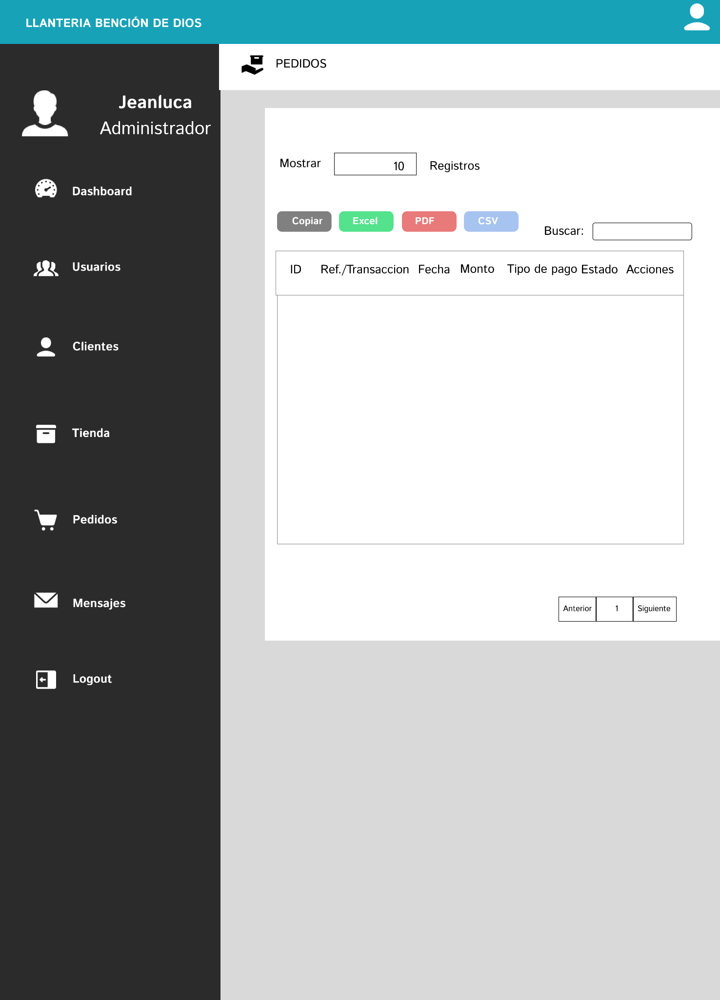 LLANTERIA BENCIÓN DE DIOS
PEDIDOS
Jeanluca
Administrador
Dashboard
Usuarios
Clientes
Tienda
Pedidos
Mensajes
Logout
Mostrar 10 Registros
Copiar Excel PDF CSV
Buscar:
ID Ref./Transaccion Fecha Monto Tipo de pago Estado Acciones
Anterior 1 Siguiente